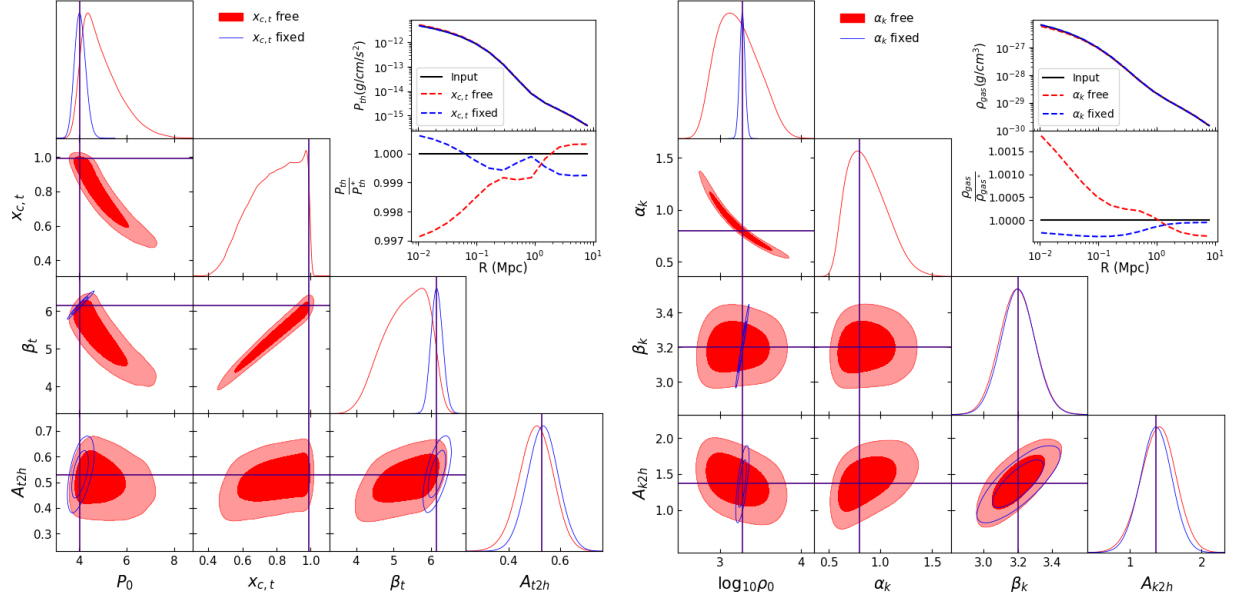 x_{c,t} free
x_{c,t} fixed
P_{th}(g/cm/s^2)
10^{-12}
10^{-13}
10^{-14}
10^{-15}
Input
x_{c,t} free
x_{c,t} fixed
P_{th}/P_{th}^*
1.000
0.999
0.998
0.997
10^{-2} 10^{-1} 10^0 10^1
R (Mpc)
x_{c,t}
1.0
0.8
0.6
0.4
β_t
6
5
4
A_{t2h}
0.7
0.6
0.5
0.4
0.3
4 6 8
P_0
0.4 0.6 0.8 1.0
x_{c,t}
4 5 6
β_t
0.4 0.6
A_{t2h}
α_k free
α_k fixed
ρ_{gas}(g/cm^3)
10^{-27}
10^{-28}
10^{-29}
10^{-30}
Input
α_k free
α_k fixed
ρ_{gas}/ρ_{gas}^*
1.0015
1.0010
1.0005
1.0000
10^{-2} 10^{-1} 10^0 10^1
R (Mpc)
α_k
1.5
1.0
0.5
β_k
3.4
3.2
3.0
A_{k2h}
2.0
1.5
1.0
3 4
log_{10}ρ_0
0.5 1.0 1.5
α_k
3.0 3.2 3.4
β_k
1 2
A_{k2h}